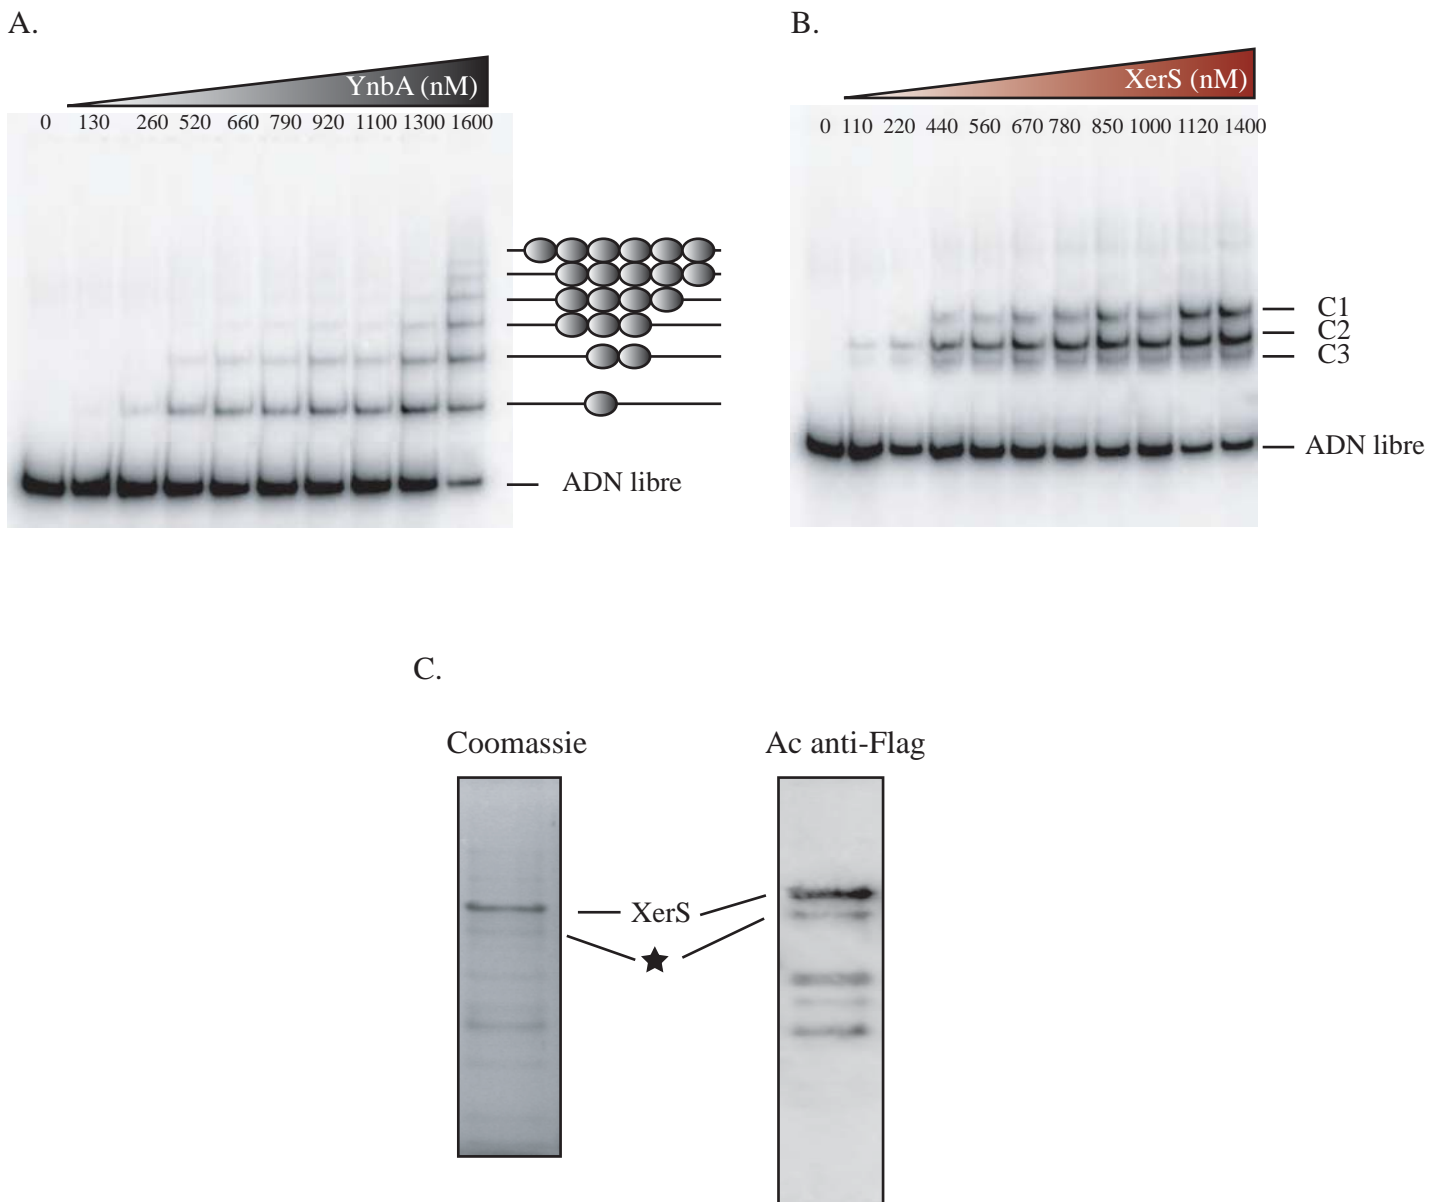 A.
YnbA (nM)
0 130 260 520 660 790 920 1100 1300 1600
ADN libre
B.
XerS (nM)
0 110 220 440 560 670 780 850 1000 1120 1400
C1
C2
C3
ADN libre
C.
Coomassie
Ac anti-Flag
XerS